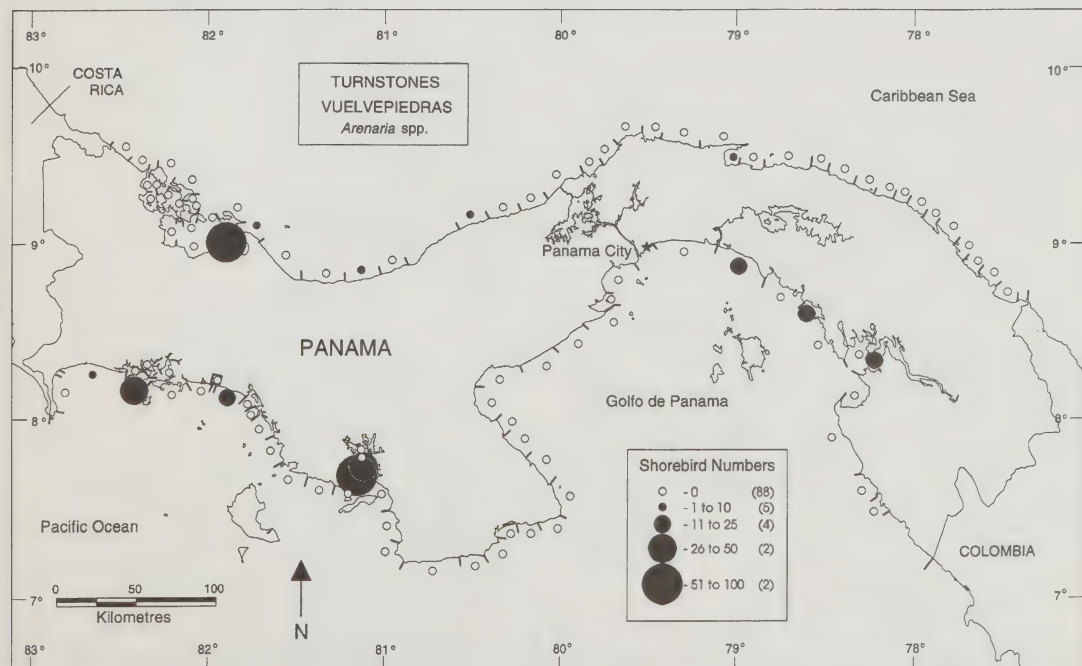 83° 82° 81° 80° 79° 78°
10° 10°
COSTA
RICA
TURNSTONES
VUELVEPIEDRAS
Arenaria spp.
Caribbean Sea
9° 9°
Panama City
PANAMA
Golfo de Panama
8° 8°
Shorebird Numbers
- 0 (88)
- 1 to 10 (5)
- 11 to 25 (4)
- 26 to 50 (2)
- 51 to 100 (2)
Pacific Ocean
COLOMBIA
0 50 100
Kilometres
N
7° 7°
83° 82° 81° 80° 79° 78°